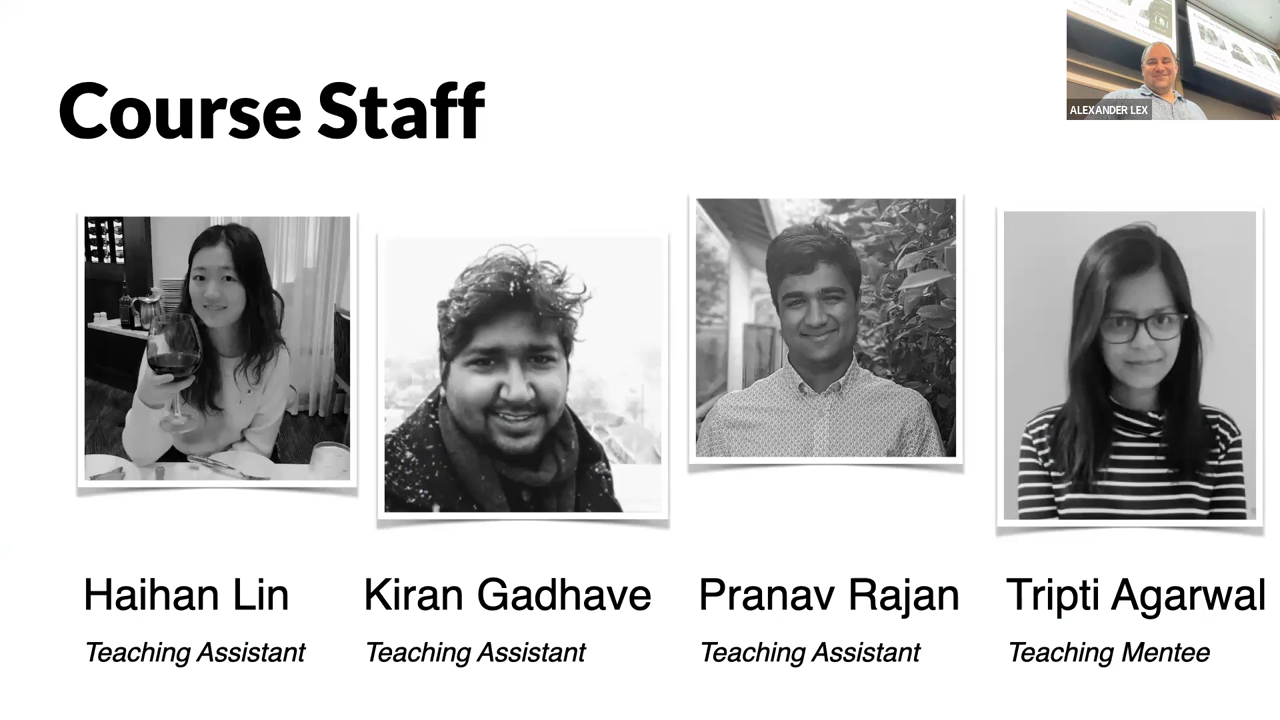 Course Staff
ALEXANDER LEX
Haihan Lin
Kiran Gadhave
Pranav Rajan
Tripti Agarwal
Teaching Assistant
Teaching Assistant
Teaching Assistant
Teaching Mentee